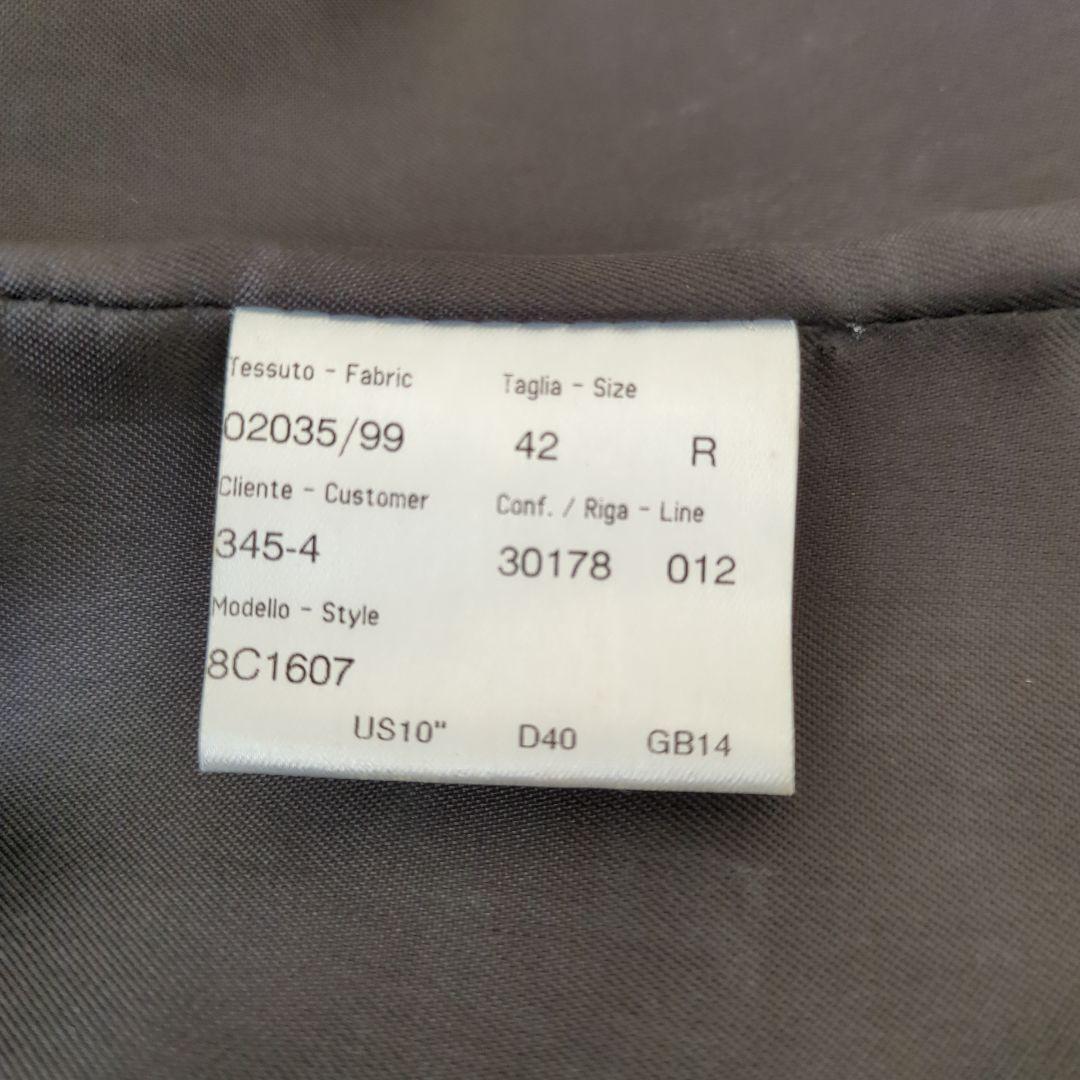 Tessuto - Fabric Taglia - Size
02035/99 42 R
Cliente - Customer Conf. / Riga - Line
345-4 30178 012
Modello - Style
8C1607
US10" D40 GB14